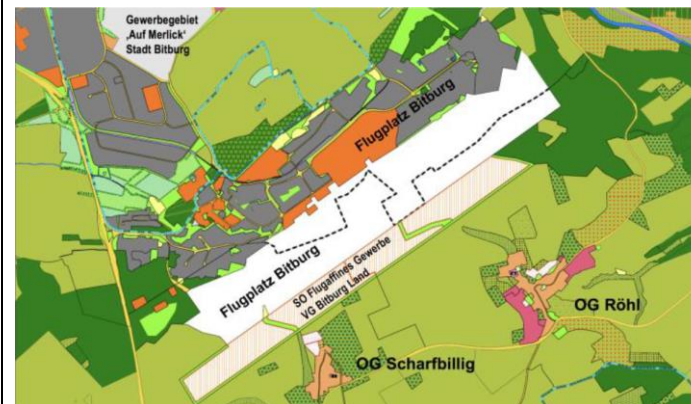 Gewerbegebiet
‚Auf Merlick‘
Stadt Bitburg
Flugplatz Bitburg
Flugplatz Bitburg
SO Flugaffines Gewerbe
VG Bitburg Land
OG Röhl
OG Scharfbillig